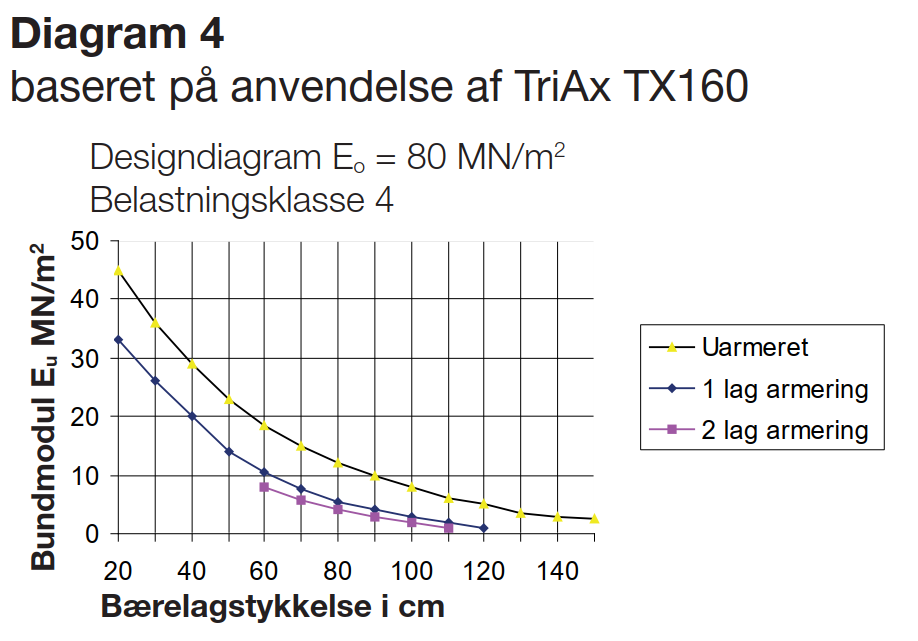 Diagram 4
baseret på anvendelse af TriAx TX160
Designdiagram Eo = 80 MN/m²
Belastningsklasse 4
Bundmodul Eu MN/m²
50
40
30
20
10
0
20 40 60 80 100 120 140
Bærelagstykkelse i cm
Uarmeret
1 lag armering
2 lag armering